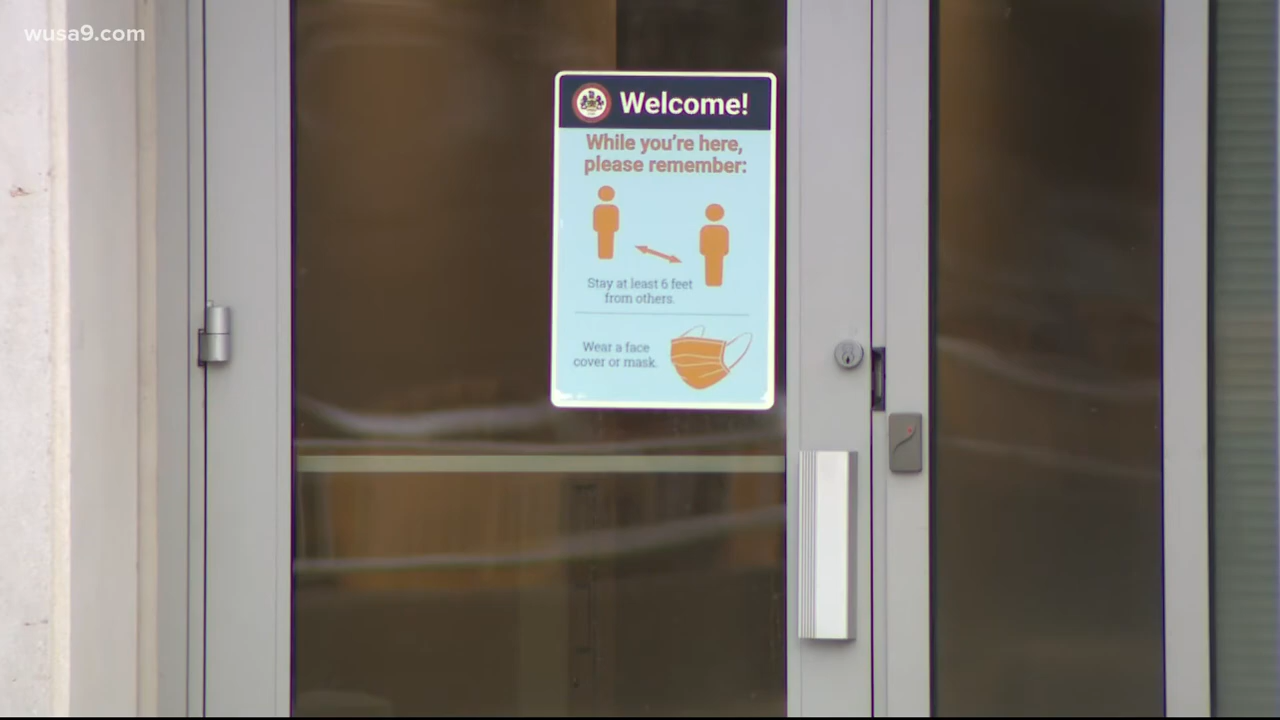 wusa9.com
Welcome!
While you're here,
please remember:
Stay at least 6 feet
from others.
Wear a face
cover or mask.